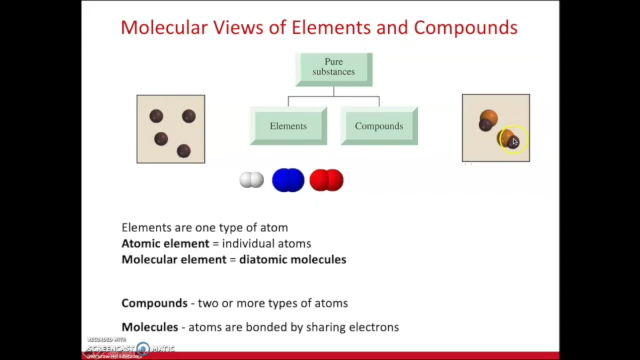 Molecular Views of Elements and Compounds
Pure
substances
Elements
Compounds
Elements are one type of atom
Atomic element = individual atoms
Molecular element = diatomic molecules
Compounds - two or more types of atoms
Molecules - atoms are bonded by sharing electrons
RECORDED WITH
SCREENCAST MATIC